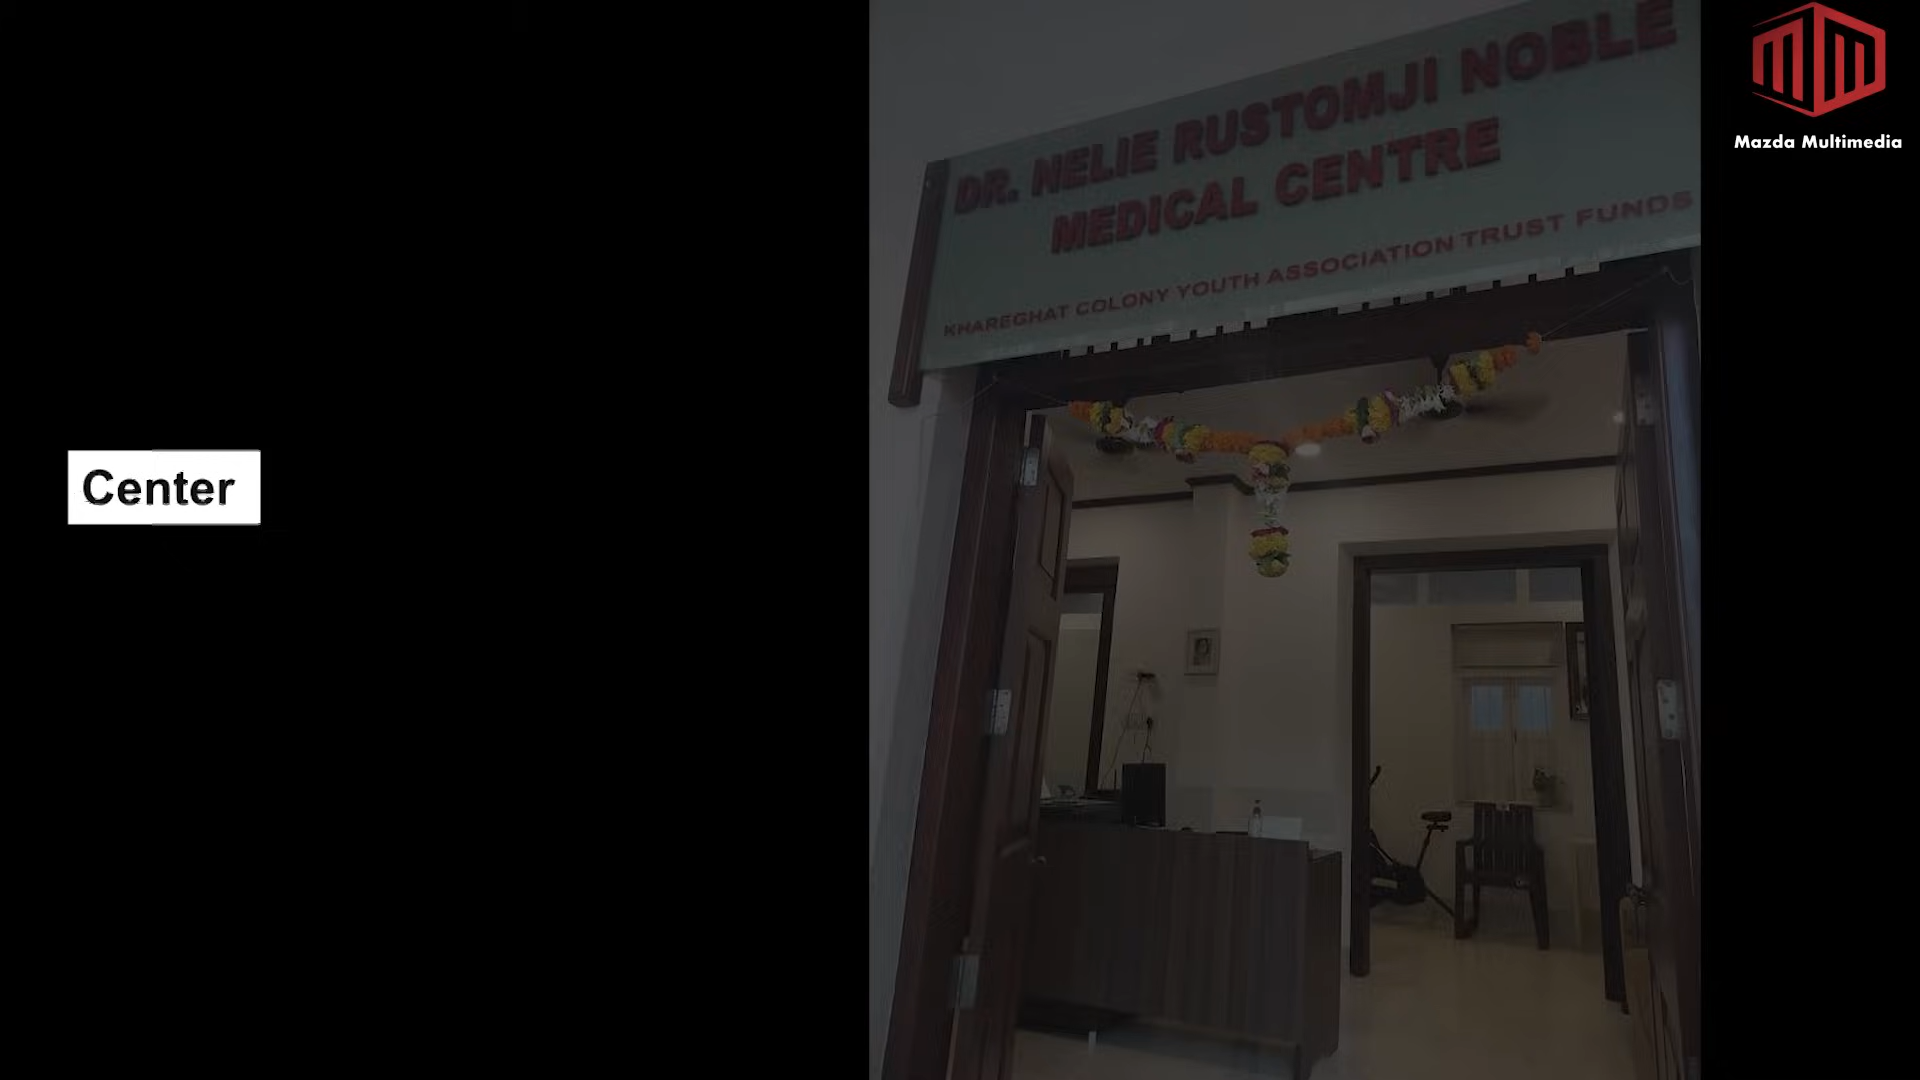 DR. NELIE RUSTOMJI NOBLE
MEDICAL CENTRE
KHAREGHAT COLONY YOUTH ASSOCIATION TRUST FUNDS
Center
Mazda Multimedia